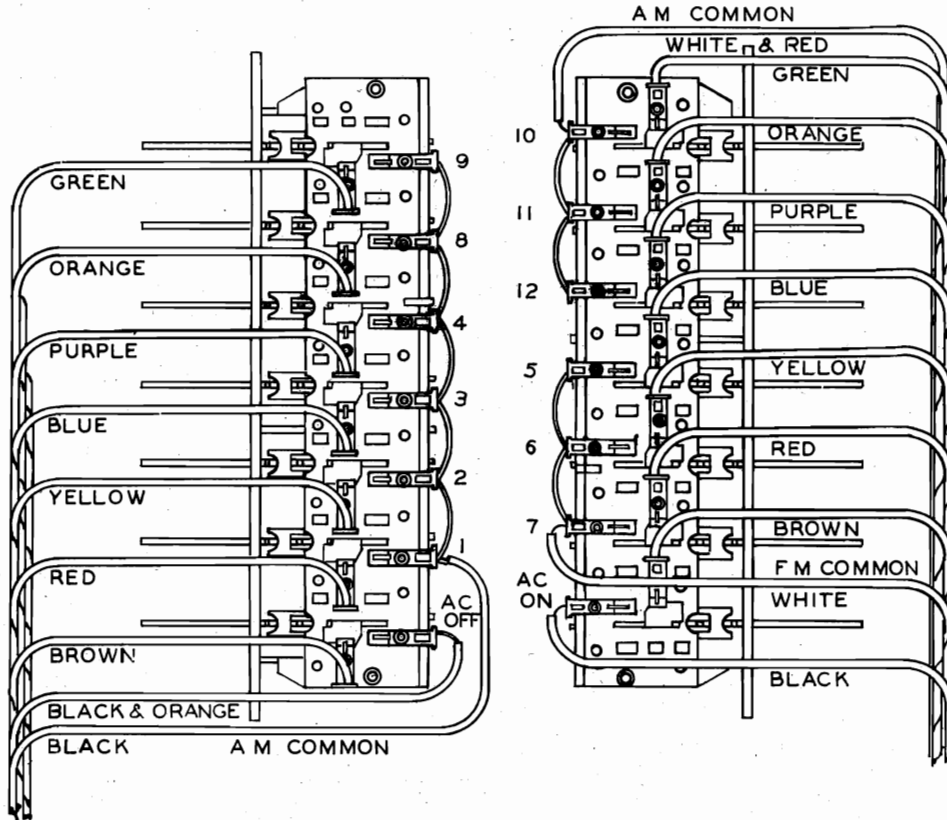 GREEN
ORANGE
PURPLE
BLUE
YELLOW
RED
BROWN
BLACK & ORANGE
BLACK
AM COMMON
9
8
4
3
2
1
AC
OFF
AM COMMON
WHITE & RED
GREEN
ORANGE
PURPLE
BLUE
YELLOW
RED
BROWN
FM COMMON
WHITE
BLACK
10
11
12
5
6
7
AC
ON